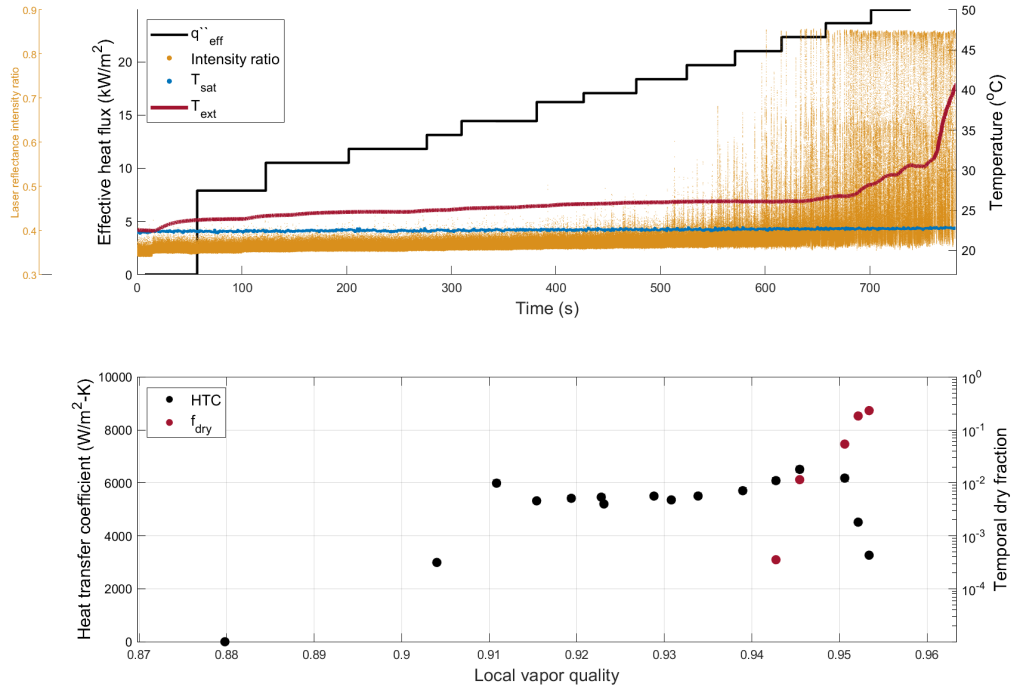 0.9
0.8
0.7
0.6
0.5
0.4
0.3
Laser reflectance intensity ratio
20
15
10
5
0
Effective heat flux (kW/m²)
q``eff
Intensity ratio
Tsat
Text
50
45
40
35
30
25
20
Temperature (°C)
0 100 200 300 400 500 600 700
Time (s)
10000
8000
6000
4000
2000
0
Heat transfer coefficient (W/m²-K)
HTC
fdry
10⁰
10⁻¹
10⁻²
10⁻³
10⁻⁴
Temporal dry fraction
0.87 0.88 0.89 0.9 0.91 0.92 0.93 0.94 0.95 0.96
Local vapor quality